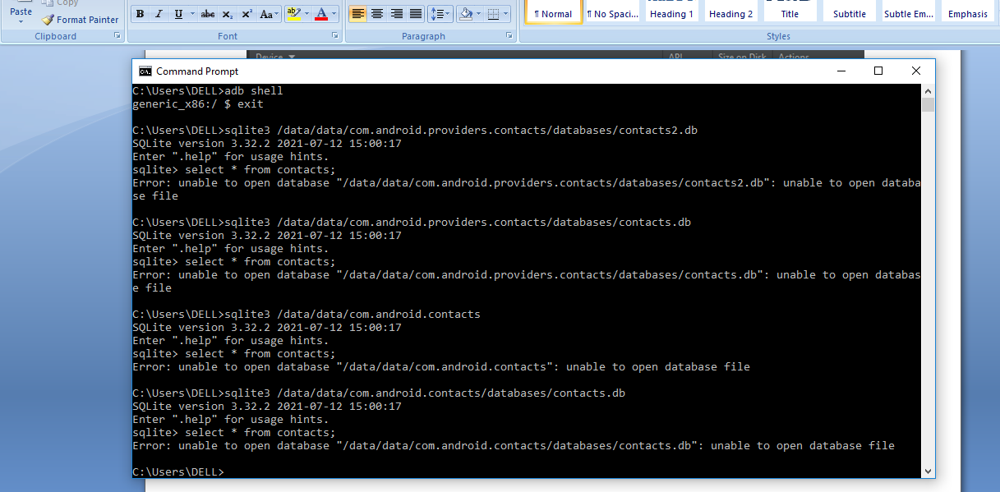 Copy
Paste
Format Painter
Clipboard
B I U abc X₂ X² Aa ab A
Font
Paragraph
¶ Normal
¶ No Spaci...
Heading 1
Heading 2
Title
Subtitle
Subtle Em...
Emphasis
Styles
Device API Size on Disk Actions
Command Prompt
C:\Users\DELL>adb shell
generic_x86:/ $ exit
C:\Users\DELL>sqlite3 /data/data/com.android.providers.contacts/databases/contacts2.db
SQLite version 3.32.2 2021-07-12 15:00:17
Enter ".help" for usage hints.
sqlite> select * from contacts;
Error: unable to open database "/data/data/com.android.providers.contacts/databases/contacts2.db": unable to open databa
se file
C:\Users\DELL>sqlite3 /data/data/com.android.providers.contacts/databases/contacts.db
SQLite version 3.32.2 2021-07-12 15:00:17
Enter ".help" for usage hints.
sqlite> select * from contacts;
Error: unable to open database "/data/data/com.android.providers.contacts/databases/contacts.db": unable to open databas
e file
C:\Users\DELL>sqlite3 /data/data/com.android.contacts
SQLite version 3.32.2 2021-07-12 15:00:17
Enter ".help" for usage hints.
sqlite> select * from contacts;
Error: unable to open database "/data/data/com.android.contacts": unable to open database file
C:\Users\DELL>sqlite3 /data/data/com.android.contacts/databases/contacts.db
SQLite version 3.32.2 2021-07-12 15:00:17
Enter ".help" for usage hints.
sqlite> select * from contacts;
Error: unable to open database "/data/data/com.android.contacts/databases/contacts.db": unable to open database file
C:\Users\DELL>